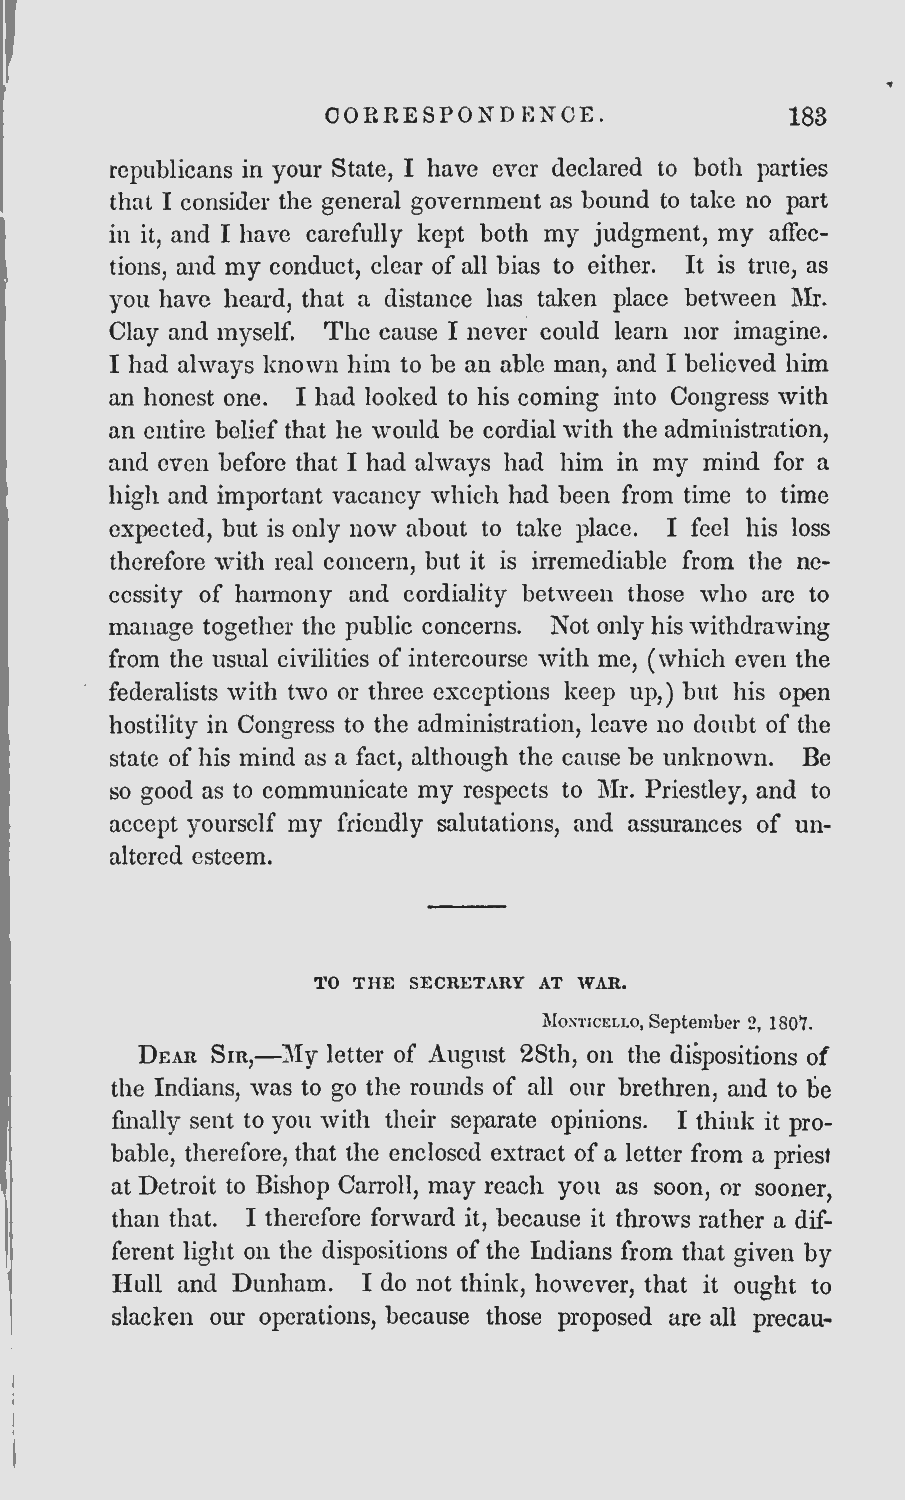 CORRESPONDENCE. 183
republicans in your State, I have ever declared to both parties
that I consider the general government as bound to take no part
in it, and I have carefully kept both my judgment, my affec-
tions, and my conduct, clear of all bias to either. It is true, as
you have heard, that a distance has taken place between Mr.
Clay and myself. The cause I never could learn nor imagine.
I had always known him to be an able man, and I believed him
an honest one. I had looked to his coming into Congress with
an entire belief that he would be cordial with the administration,
and even before that I had always had him in my mind for a
high and important vacancy which had been from time to time
expected, but is only now about to take place. I feel his loss
therefore with real concern, but it is irremediable from the ne-
cessity of harmony and cordiality between those who are to
manage together the public concerns. Not only his withdrawing
from the usual civilities of intercourse with me, (which even the
federalists with two or three exceptions keep up,) but his open
hostility in Congress to the administration, leave no doubt of the
state of his mind as a fact, although the cause be unknown. Be
so good as to communicate my respects to Mr. Priestley, and to
accept yourself my friendly salutations, and assurances of un-
altered esteem.
TO THE SECRETARY AT WAR.
Monticello, September 2, 1807.
Dear Sir,—My letter of August 28th, on the dispositions of
the Indians, was to go the rounds of all our brethren, and to be
finally sent to you with their separate opinions. I think it pro-
bable, therefore, that the enclosed extract of a letter from a priest
at Detroit to Bishop Carroll, may reach you as soon, or sooner,
than that. I therefore forward it, because it throws rather a dif-
ferent light on the dispositions of the Indians from that given by
Hull and Dunham. I do not think, however, that it ought to
slacken our operations, because those proposed are all precau-